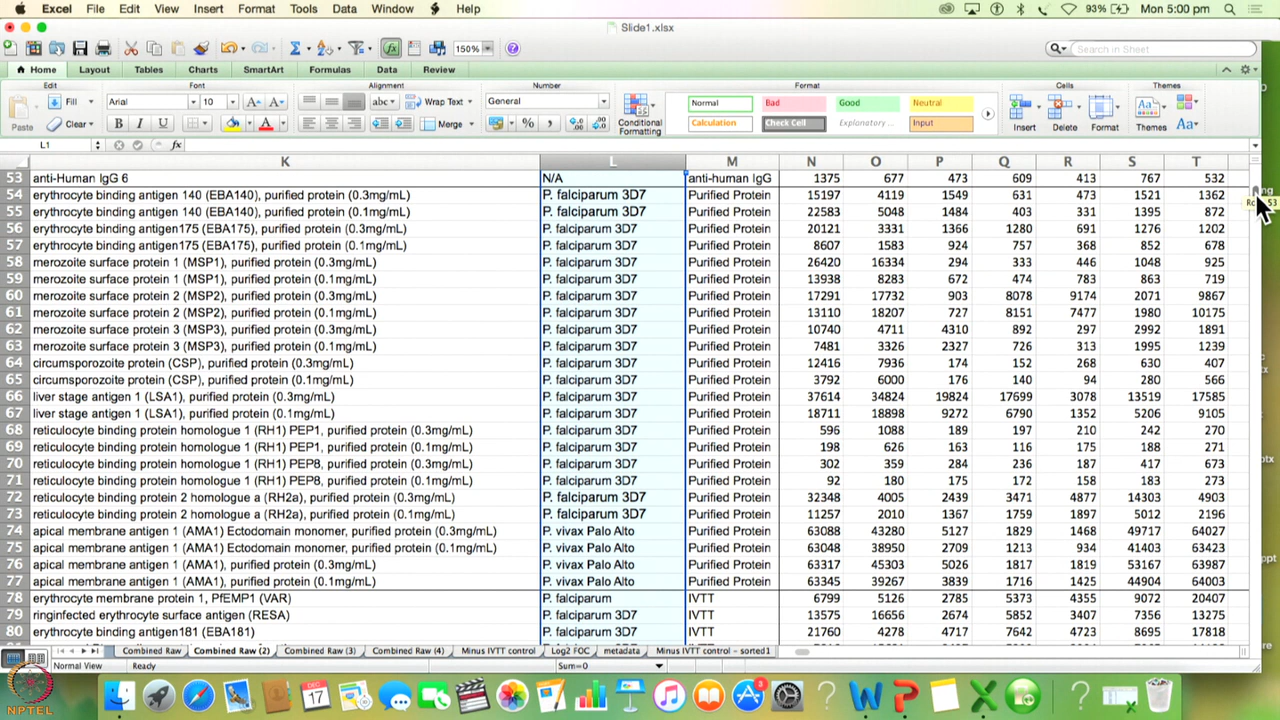 Excel File Edit View Insert Format Tools Data Window Help 93% Mon 5:00 pm
Slide1.xlsx
150% Search in Sheet
Home Layout Tables Charts SmartArt Formulas Data Review
Edit Font Alignment Number Format Cells Themes
Paste Fill Clear Arial 10 B I U abc Wrap Text Merge General % Conditional Formatting Normal Bad Good Neutral Calculation Check Cell Explanatory ... Input Insert Delete Format Themes Aa
L1 fx
K L M N O P Q R S T
53 anti-Human IgG 6 N/A anti-human IgG 1375 677 473 609 413 767 532
54 erythrocyte binding antigen 140 (EBA140), purified protein (0.3mg/mL) P. falciparum 3D7 Purified Protein 15197 4119 1549 631 473 1521 1362
55 erythrocyte binding antigen 140 (EBA140), purified protein (0.1mg/mL) P. falciparum 3D7 Purified Protein 22583 5048 1484 403 331 1395 872
56 erythrocyte binding antigen175 (EBA175), purified protein (0.3mg/mL) P. falciparum 3D7 Purified Protein 20121 3331 1366 1280 691 1276 1202
57 erythrocyte binding antigen175 (EBA175), purified protein (0.1mg/mL) P. falciparum 3D7 Purified Protein 8607 1583 924 757 368 852 678
58 merozoite surface protein 1 (MSP1), purified protein (0.3mg/mL) P. falciparum 3D7 Purified Protein 26420 16334 294 333 446 1048 925
59 merozoite surface protein 1 (MSP1), purified protein (0.1mg/mL) P. falciparum 3D7 Purified Protein 13938 8283 672 474 783 863 719
60 merozoite surface protein 2 (MSP2), purified protein (0.3mg/mL) P. falciparum 3D7 Purified Protein 17291 17732 903 8078 9174 2071 9867
61 merozoite surface protein 2 (MSP2), purified protein (0.1mg/mL) P. falciparum 3D7 Purified Protein 13110 18207 727 8151 7477 1980 10175
62 merozoite surface protein 3 (MSP3), purified protein (0.3mg/mL) P. falciparum 3D7 Purified Protein 10740 4711 4310 892 297 2992 1891
63 merozoite surface protein 3 (MSP3), purified protein (0.1mg/mL) P. falciparum 3D7 Purified Protein 7481 3326 2327 726 313 1995 1239
64 circumsporozoite protein (CSP), purified protein (0.3mg/mL) P. falciparum 3D7 Purified Protein 12416 7936 174 152 268 630 407
65 circumsporozoite protein (CSP), purified protein (0.1mg/mL) P. falciparum 3D7 Purified Protein 3792 6000 176 140 94 280 566
66 liver stage antigen 1 (LSA1), purified protein (0.3mg/mL) P. falciparum 3D7 Purified Protein 37614 34824 19824 17699 3078 13519 17585
67 liver stage antigen 1 (LSA1), purified protein (0.1mg/mL) P. falciparum 3D7 Purified Protein 18711 18898 9272 6790 1352 5206 9105
68 reticulocyte binding protein homologue 1 (RH1) PEP1, purified protein (0.3mg/mL) P. falciparum 3D7 Purified Protein 596 1088 189 197 210 242 270
69 reticulocyte binding protein homologue 1 (RH1) PEP1, purified protein (0.1mg/mL) P. falciparum 3D7 Purified Protein 198 626 163 116 175 188 271
70 reticulocyte binding protein homologue 1 (RH1) PEP8, purified protein (0.3mg/mL) P. falciparum 3D7 Purified Protein 302 359 284 236 187 417 673
71 reticulocyte binding protein homologue 1 (RH1) PEP8, purified protein (0.1mg/mL) P. falciparum 3D7 Purified Protein 92 180 175 172 158 183 273
72 reticulocyte binding protein 2 homologue a (RH2a), purified protein (0.3mg/mL) P. falciparum 3D7 Purified Protein 32348 4005 2439 3471 4877 14303 4903
73 reticulocyte binding protein 2 homologue a (RH2a), purified protein (0.1mg/mL) P. falciparum 3D7 Purified Protein 11257 2010 1367 1759 1897 5012 2196
74 apical membrane antigen 1 (AMA1) Ectodomain monomer, purified protein (0.3mg/mL) P. vivax Palo Alto Purified Protein 63088 43280 5127 1829 1468 49717 64027
75 apical membrane antigen 1 (AMA1) Ectodomain monomer, purified protein (0.1mg/mL) P. vivax Palo Alto Purified Protein 63048 38950 2709 1213 934 41403 63423
76 apical membrane antigen 1 (AMA1), purified protein (0.3mg/mL) P. vivax Palo Alto Purified Protein 63317 45303 5026 1817 1819 53167 63987
77 apical membrane antigen 1 (AMA1), purified protein (0.1mg/mL) P. vivax Palo Alto Purified Protein 63345 39267 3839 1716 1425 44904 64003
78 erythrocyte membrane protein 1, PfEMP1 (VAR) P. falciparum IVTT 6799 5126 2785 5373 4355 9072 20407
79 ringinfected erythrocyte surface antigen (RESA) P. falciparum 3D7 IVTT 13575 16656 2674 5852 3407 7356 13275
80 erythrocyte binding antigen181 (EBA181) P. falciparum 3D7 IVTT 21760 4278 4717 7642 4723 8695 17818
Combined Raw Combined Raw (2) Combined Raw (3) Combined Raw (4) Minus IVTT control Log2 FOC metadata Minus IVTT control - sorted1
Normal View Ready Sum=0
NPTEL